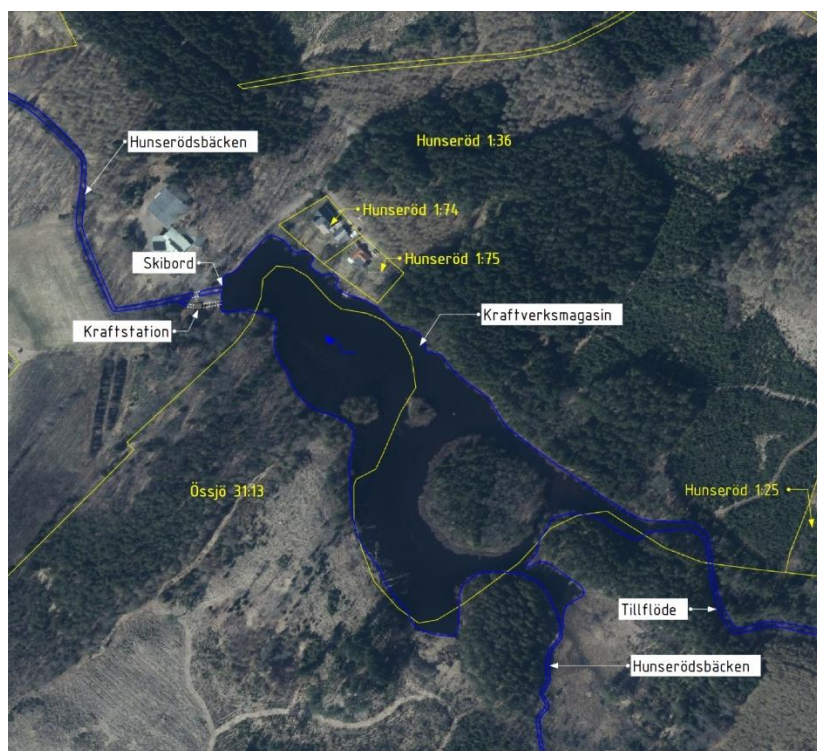 Hunserödsbäcken
Hunseröd 1:36
Hunseröd 1:74
Hunseröd 1:75
Skibord
Kraftverksmagasin
Kraftstation
Össjö 31:13
Hunseröd 1:25
Tillflöde
Hunserödsbäcken